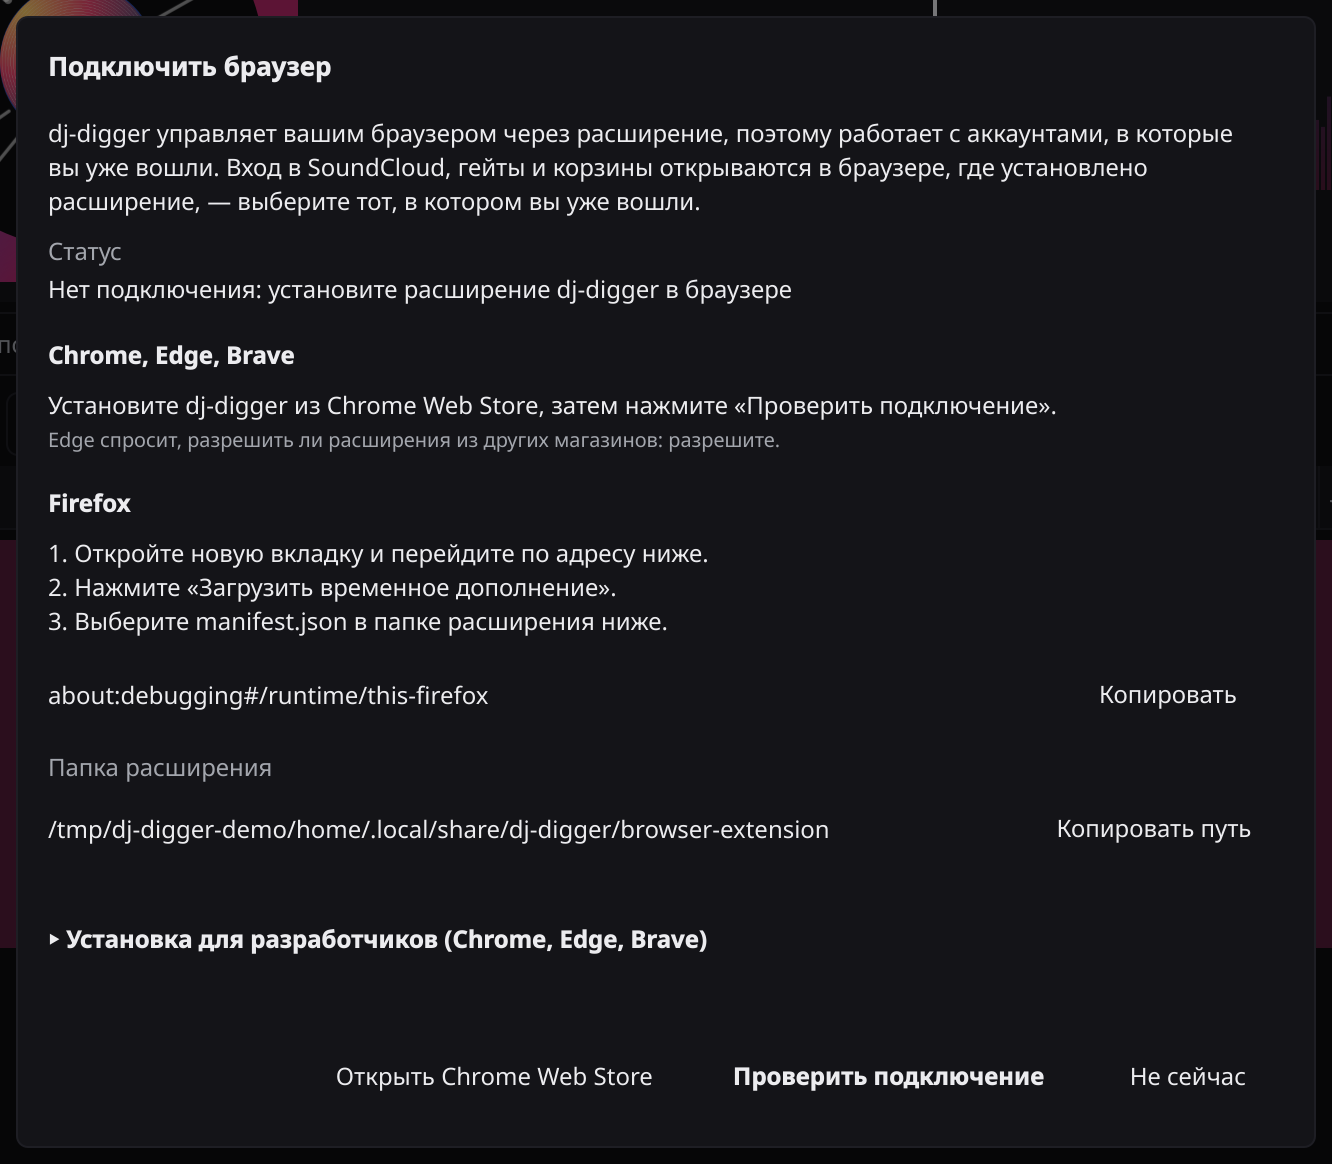 Подключить браузер
dj-digger управляет вашим браузером через расширение, поэтому работает с аккаунтами, в которые
вы уже вошли. Вход в SoundCloud, гейты и корзины открываются в браузере, где установлено
расширение, — выберите тот, в котором вы уже вошли.
Статус
Нет подключения: установите расширение dj-digger в браузере
Chrome, Edge, Brave
Установите dj-digger из Chrome Web Store, затем нажмите «Проверить подключение».
Edge спросит, разрешить ли расширения из других магазинов: разрешите.
Firefox
1. Откройте новую вкладку и перейдите по адресу ниже.
2. Нажмите «Загрузить временное дополнение».
3. Выберите manifest.json в папке расширения ниже.
about:debugging#/runtime/this-firefox Копировать
Папка расширения
/tmp/dj-digger-demo/home/.local/share/dj-digger/browser-extension Копировать путь
▸ Установка для разработчиков (Chrome, Edge, Brave)
Открыть Chrome Web Store Проверить подключение Не сейчас